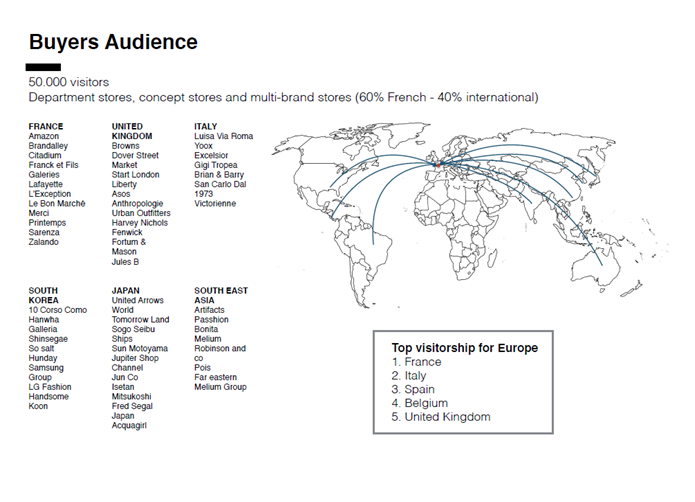 Buyers Audience
50.000 visitors
Department stores, concept stores and multi-brand stores (60% French - 40% international)
FRANCE
Amazon
Brandalley
Citadium
Franck et Fils
Galeries
Lafayette
L'Exception
Le Bon Marchè
Merci
Printemps
Sarenza
Zalando
UNITED
KINGDOM
Browns
Dover Street
Market
Start London
Liberty
Asos
Anthropologie
Urban Outfitters
Harvey Nichols
Fenwick
Fortum &
Mason
Jules B
ITALY
Luisa Via Roma
Yoox
Excelsior
Gigi Tropea
Brian & Barry
San Carlo Dal
1973
Victorienne
SOUTH
KOREA
10 Corso Como
Hanwha
Galleria
Shinsegae
So salt
Hunday
Samsung
Group
LG Fashion
Handsome
Koon
JAPAN
United Arrows
World
Tomorrow Land
Sogo Seibu
Ships
Sun Motoyama
Jupiter Shop
Channel
Jun Co
Isetan
Mitsukoshi
Fred Segal
Japan
Acquagirl
SOUTH EAST
ASIA
Artifacts
Passhion
Bonita
Melium
Robinson and
co
Pois
Far eastern
Melium Group
Top visitorship for Europe
1. France
2. Italy
3. Spain
4. Belgium
5. United Kingdom